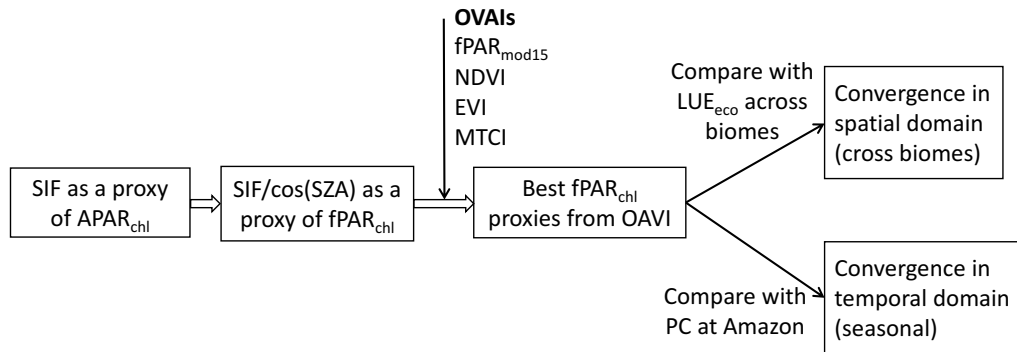 OVAIs
fPARmod15
NDVI
EVI
MTCI
SIF as a proxy
of APARchl
SIF/cos(SZA) as a
proxy of fPARchl
Best fPARchl
proxies from OAVI
Compare with
LUEeco across
biomes
Convergence in
spatial domain
(cross biomes)
Compare with
PC at Amazon
Convergence in
temporal domain
(seasonal)